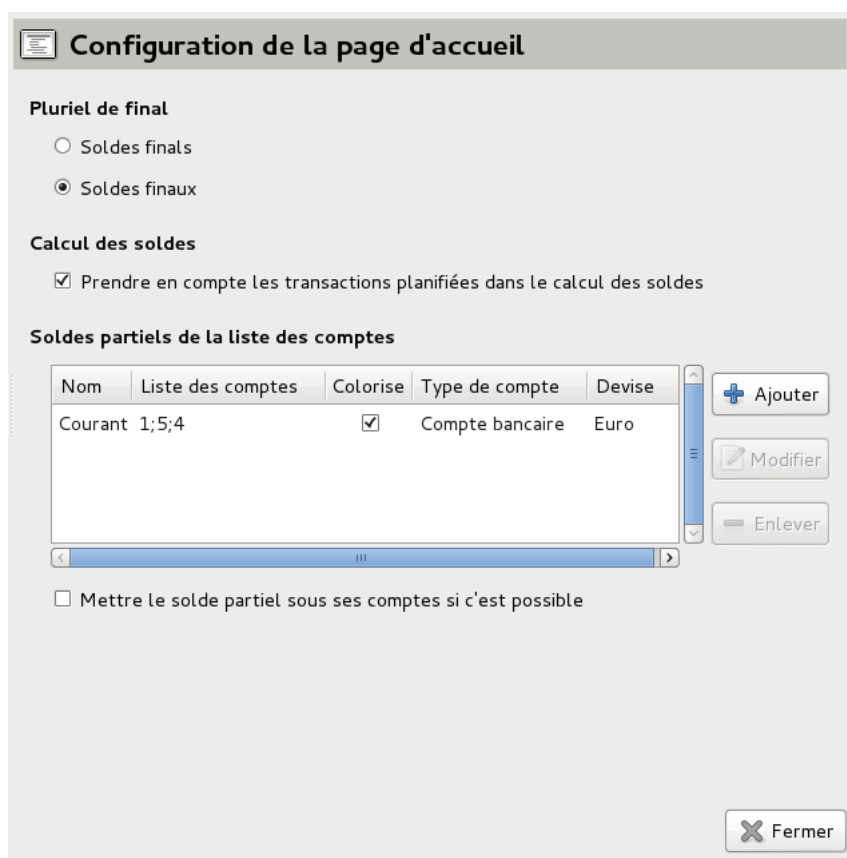 Configuration de la page d'accueil
Pluriel de final
Soldes finals
Soldes finaux
Calcul des soldes
Prendre en compte les transactions planifiées dans le calcul des soldes
Soldes partiels de la liste des comptes
Nom Liste des comptes Colorise Type de compte Devise
Courant 1;5;4 Compte bancaire Euro
Ajouter
Modifier
Enlever
Mettre le solde partiel sous ses comptes si c'est possible
Fermer